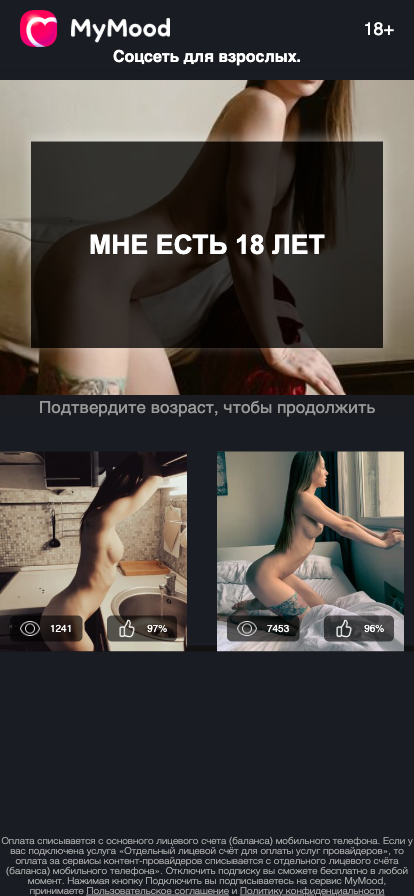 MyMood
18+
Соцсеть для взрослых.
МНЕ ЕСТЬ 18 ЛЕТ
Подтвердите возраст, чтобы продолжить
1241
97%
7453
96%
Оплата списывается с основного лицевого счета (баланса) мобильного телефона. Если у
вас подключена услуга «Отдельный лицевой счёт для оплаты услуг провайдеров», то
оплата за сервисы контент-провайдеров списывается с отдельного лицевого счёта
(баланса) мобильного телефона». Отключить подписку вы сможете бесплатно в любой
момент. Нажимая кнопку Подключить вы подписываетесь на сервис MyMood,
принимаете Пользовательское соглашение и Политику конфиденциальности